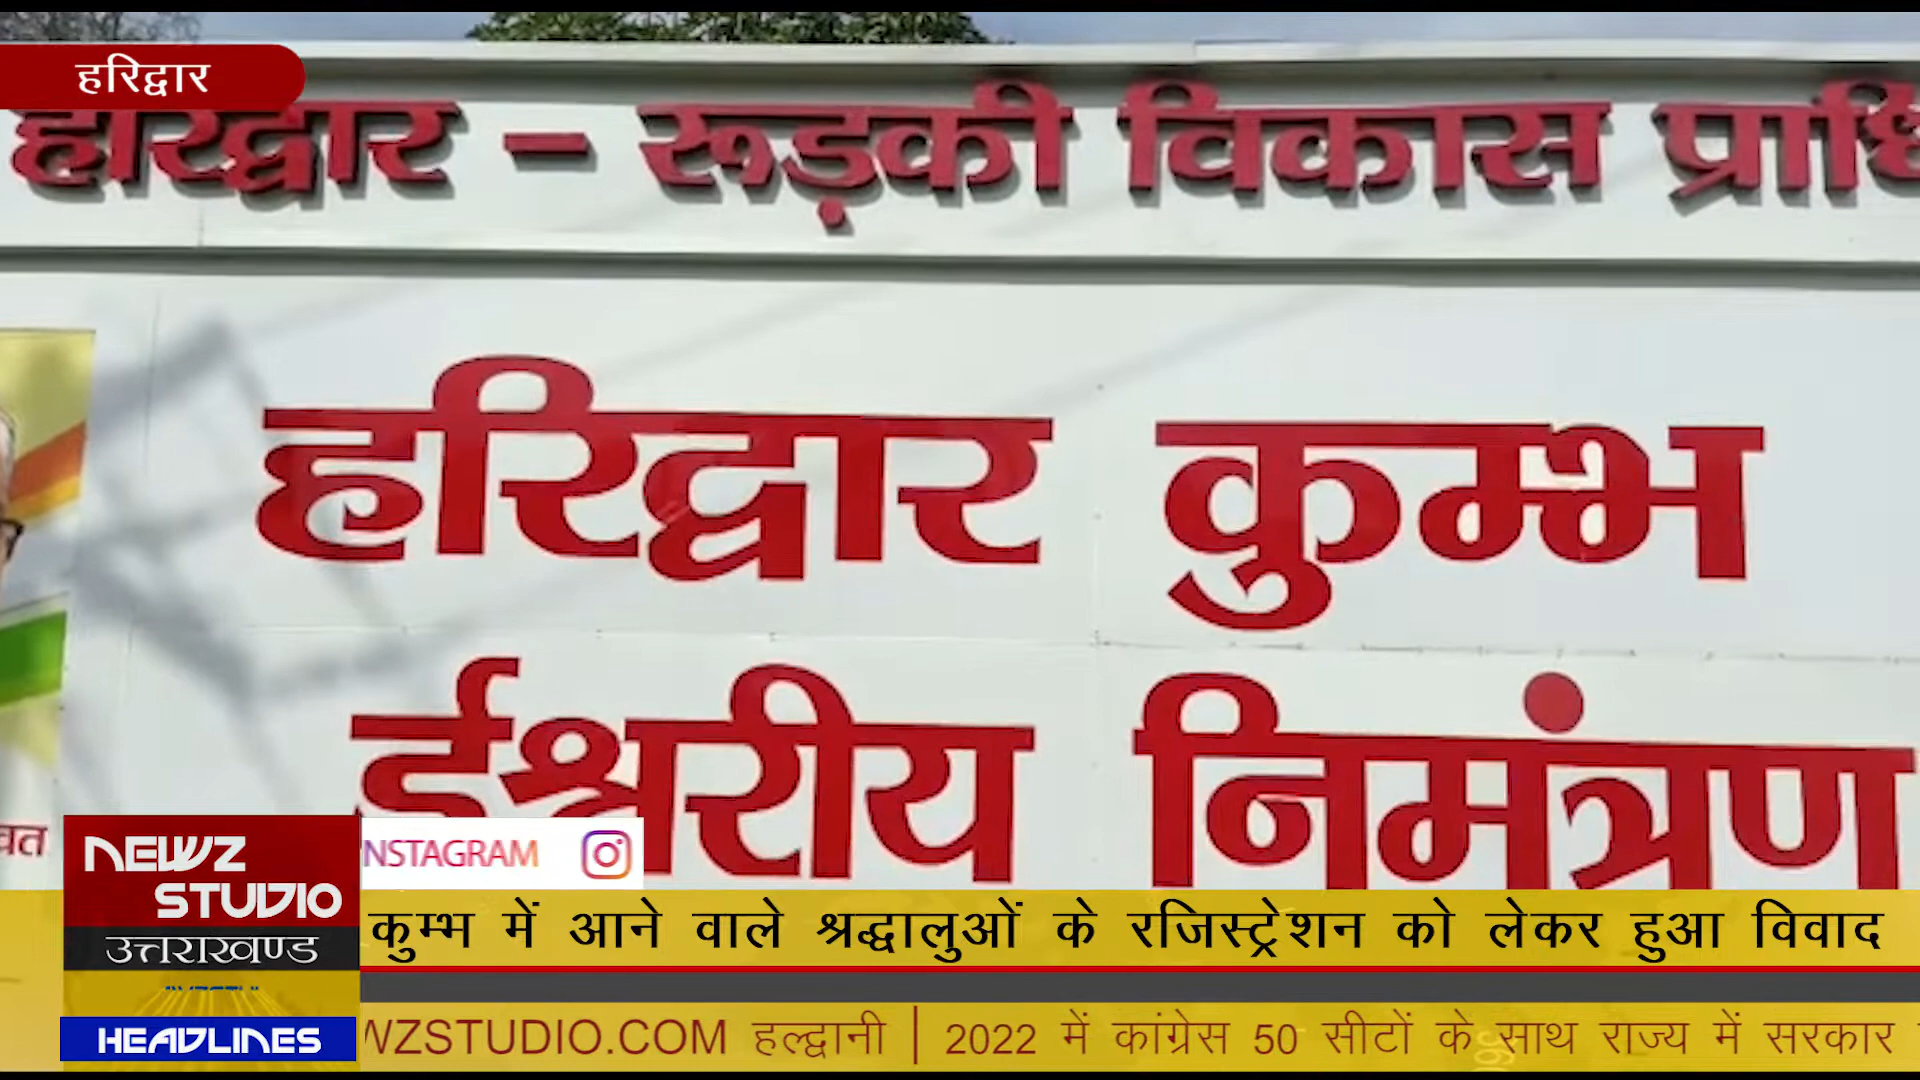 हरिद्वार
हरिद्वार - रूड़की विकास
हरिद्वार कुम्भ
ईश्वरीय निमंत्रण
NEWZ
STUDIO
उत्तराखण्ड
HEADLINES
कुम्भ में आने वाले श्रद्धालुओं के रजिस्ट्रेशन को लेकर हुआ विवाद
WZSTUDIO.COM हल्द्वानी | 2022 में कांग्रेस 50 सीटों के साथ राज्य में सरकार
NSTAGRAM